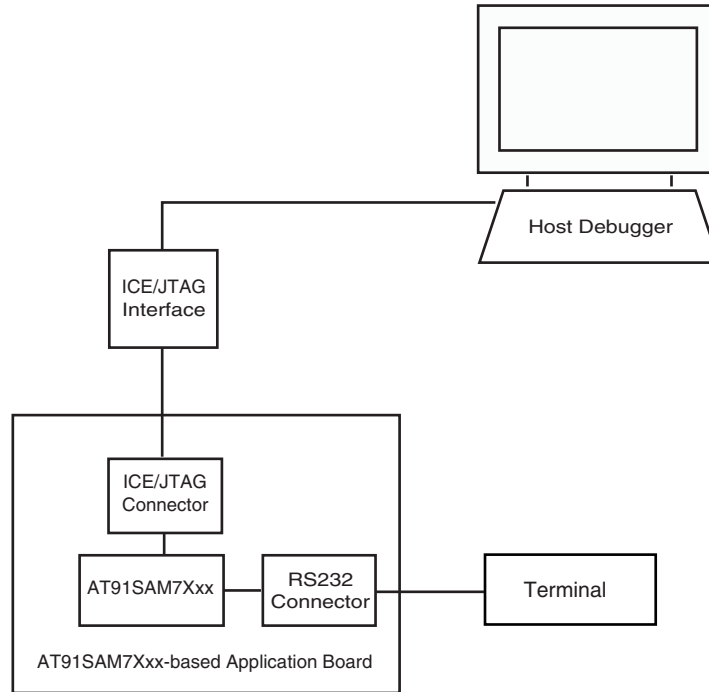 Host Debugger
ICE/JTAG
Interface
ICE/JTAG
Connector
AT91SAM7Xxx
RS232
Connector
Terminal
AT91SAM7Xxx-based Application Board